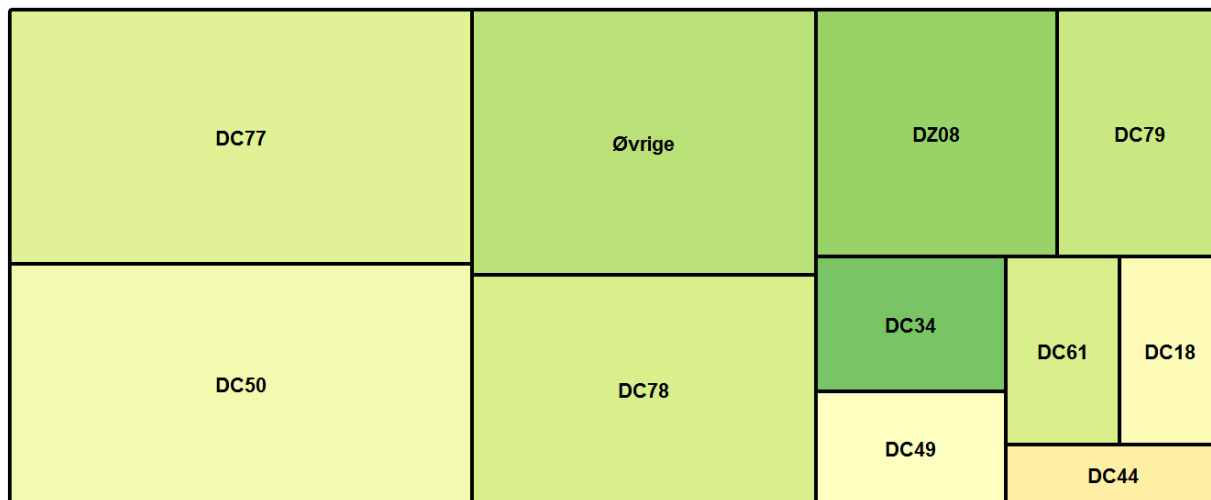 DC77
Øvrige
DZ08
DC79
DC50
DC78
DC34
DC61
DC18
DC49
DC44